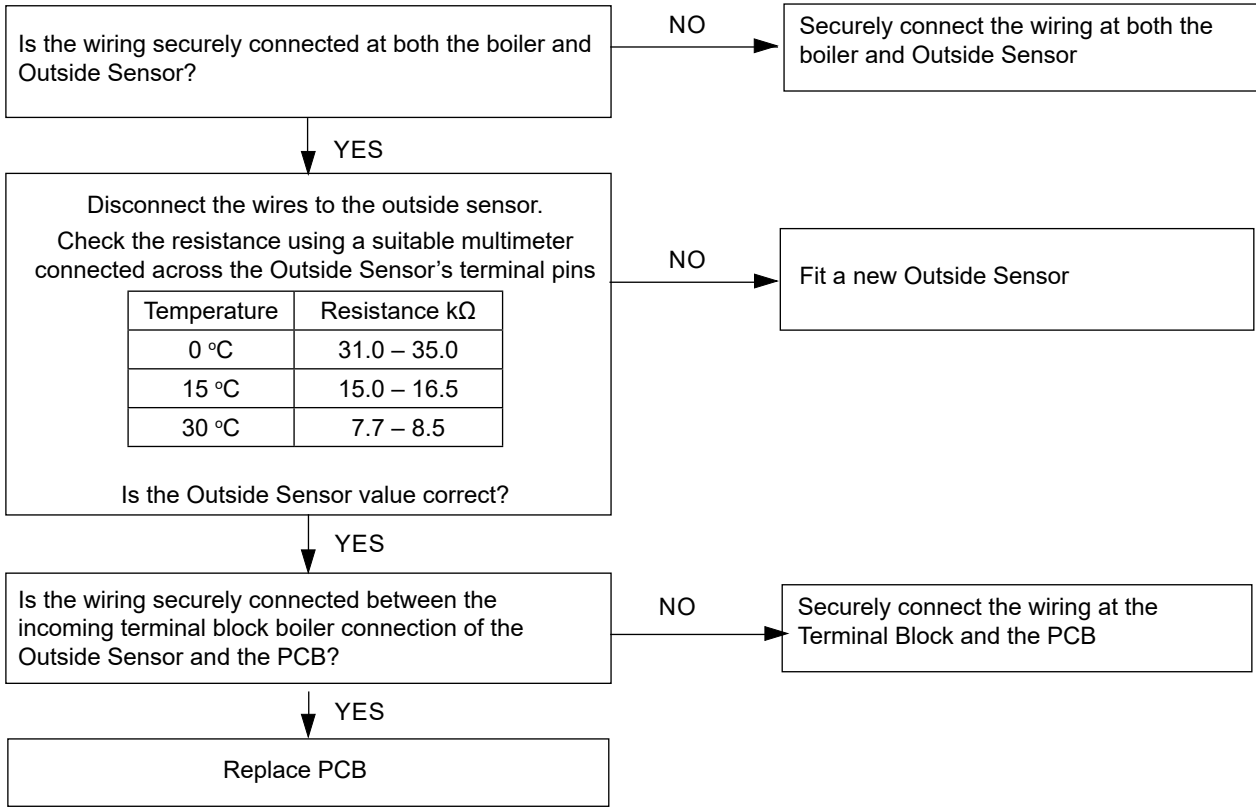 Is the wiring securely connected at both the boiler and
Outside Sensor?
NO
Securely connect the wiring at both the
boiler and Outside Sensor
YES
Disconnect the wires to the outside sensor.
Check the resistance using a suitable multimeter
connected across the Outside Sensor’s terminal pins
Temperature Resistance kΩ
0 °C 31.0 – 35.0
15 °C 15.0 – 16.5
30 °C 7.7 – 8.5
Is the Outside Sensor value correct?
NO
Fit a new Outside Sensor
YES
Is the wiring securely connected between the
incoming terminal block boiler connection of the
Outside Sensor and the PCB?
NO
Securely connect the wiring at the
Terminal Block and the PCB
YES
Replace PCB